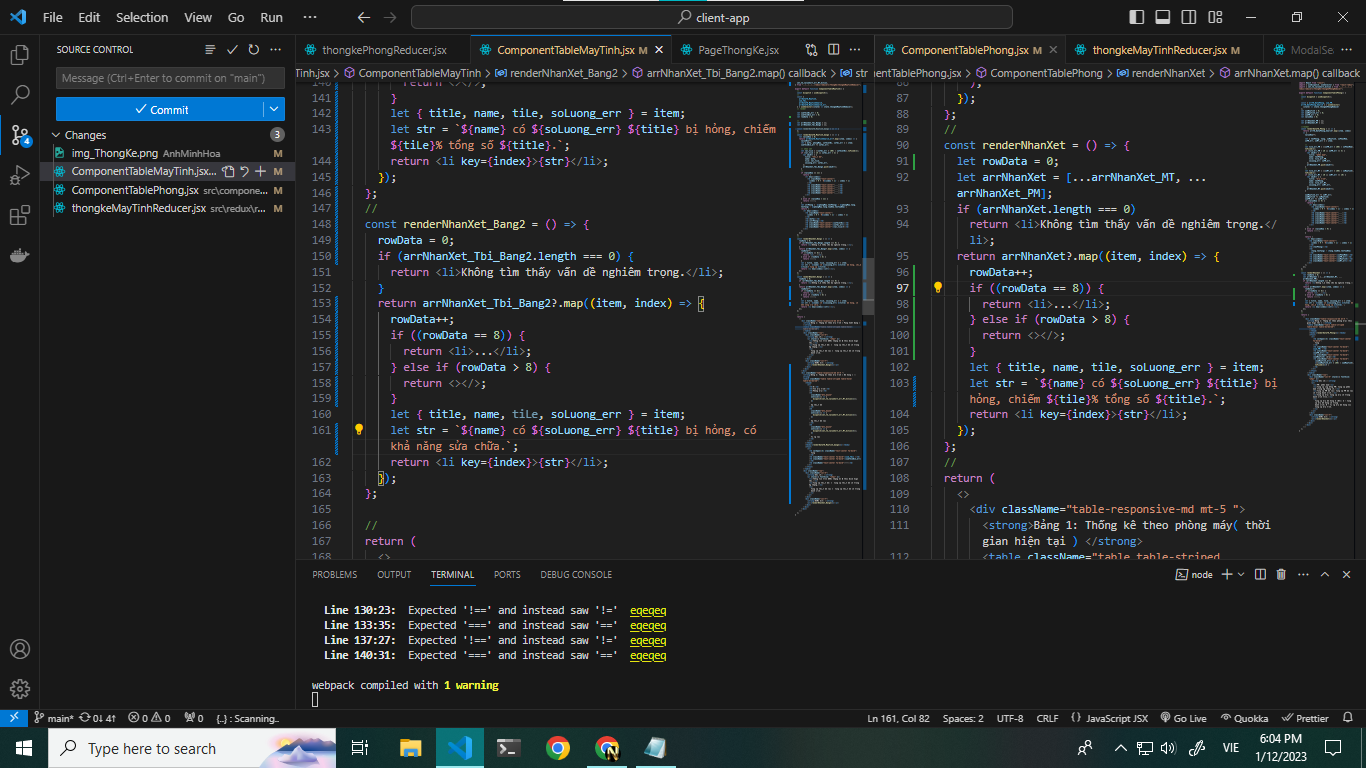 File Edit Selection View Go Run ··· client-app
SOURCE CONTROL
Message (Ctrl+Enter to commit on "main")
Commit
Changes 3
img_ThongKe.png AnhMinhHoa M
ComponentTableMayTinh.jsx... M
ComponentTablePhong.jsx src\compone... M
thongkeMayTinhReducer.jsx src\redux\r... M
thongkePhongReducer.jsx ComponentTableMayTinh.jsx M PageThongKe.jsx
Tinh.jsx > ComponentTableMayTinh > renderNhanXet_Bang2 > arrNhanXet_Tbi_Bang2.map() callback > str
141 }
142 let { title, name, tiLe, soLuong_err } = item;
143 let str = `${name} có ${soLuong_err} ${title} bị hỏng, chiếm
${tile}% tổng số ${title}.`;
144 return <li key={index}>{str}</li>;
145 });
146 };
147 //
148 const renderNhanXet_Bang2 = () => {
149 rowData = 0;
150 if (arrNhanXet_Tbi_Bang2.length === 0) {
151 return <li>Không tìm thấy vấn đề nghiêm trọng.</li>;
152 }
153 return arrNhanXet_Tbi_Bang2?.map((item, index) => {
154 rowData++;
155 if ((rowData == 8)) {
156 return <li>...</li>;
157 } else if (rowData > 8) {
158 return <></>;
159 }
160 let { title, name, tiLe, soLuong_err } = item;
161 let str = `${name} có ${soLuong_err} ${title} bị hỏng, có
khả năng sửa chữa.`;
162 return <li key={index}>{str}</li>;
163 });
164 };
165
166 //
167 return (
168 <>
ComponentTablePhong.jsx M thongkeMayTinhReducer.jsx M ModalSe ···
nentTablePhong.jsx > ComponentTablePhong > renderNhanXet > arrNhanXet.map() callback
87 });
88 };
89 //
90 const renderNhanXet = () => {
91 let rowData = 0;
92 let arrNhanXet = [...arrNhanXet_MT, ...
arrNhanXet_PM];
93 if (arrNhanXet.length === 0)
94 return <li>Không tìm thấy vấn đề nghiêm trọng.</
li>;
95 return arrNhanXet?.map((item, index) => {
96 rowData++;
97 if ((rowData == 8)) {
98 return <li>...</li>;
99 } else if (rowData > 8) {
100 return <></>;
101 }
102 let { title, name, tile, soLuong_err } = item;
103 let str = `${name} có ${soLuong_err} ${title} bị
hỏng, chiếm ${tile}% tổng số ${title}.`;
104 return <li key={index}>{str}</li>;
105 });
106 };
107 //
108 return (
109 <>
110 <div className="table-responsive-md mt-5 ">
111 <strong>Bảng 1: Thống kê theo phòng máy( thời
gian hiện tại ) </strong>
112 <table className="table table-striped
PROBLEMS OUTPUT TERMINAL PORTS DEBUG CONSOLE node
Line 130:23: Expected '!==' and instead saw '!=' eqeqeq
Line 133:35: Expected '===' and instead saw '==' eqeqeq
Line 137:27: Expected '!==' and instead saw '!=' eqeqeq
Line 140:31: Expected '===' and instead saw '==' eqeqeq
webpack compiled with 1 warning
main* 0↓ 4↑ 0 0 0 {..} : Scanning.. Ln 161, Col 82 Spaces: 2 UTF-8 CRLF {} JavaScript JSX Go Live Quokka Prettier
Type here to search VIE 6:04 PM
1/12/2023